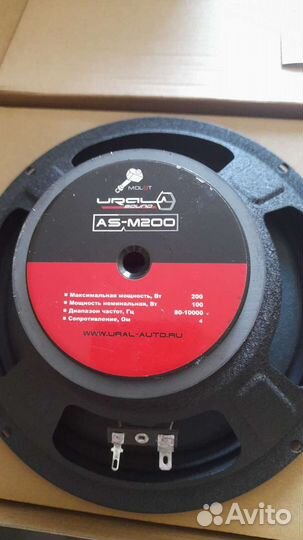 MOLOT
URAL
SOUND
AS-M200
Максимальная мощность, Вт 200
Мощность номинальная, Вт 100
Диапазон частот, Гц 80-10000
Сопротивление, Ом 4
WWW.URAL-AUTO.RU
Avito